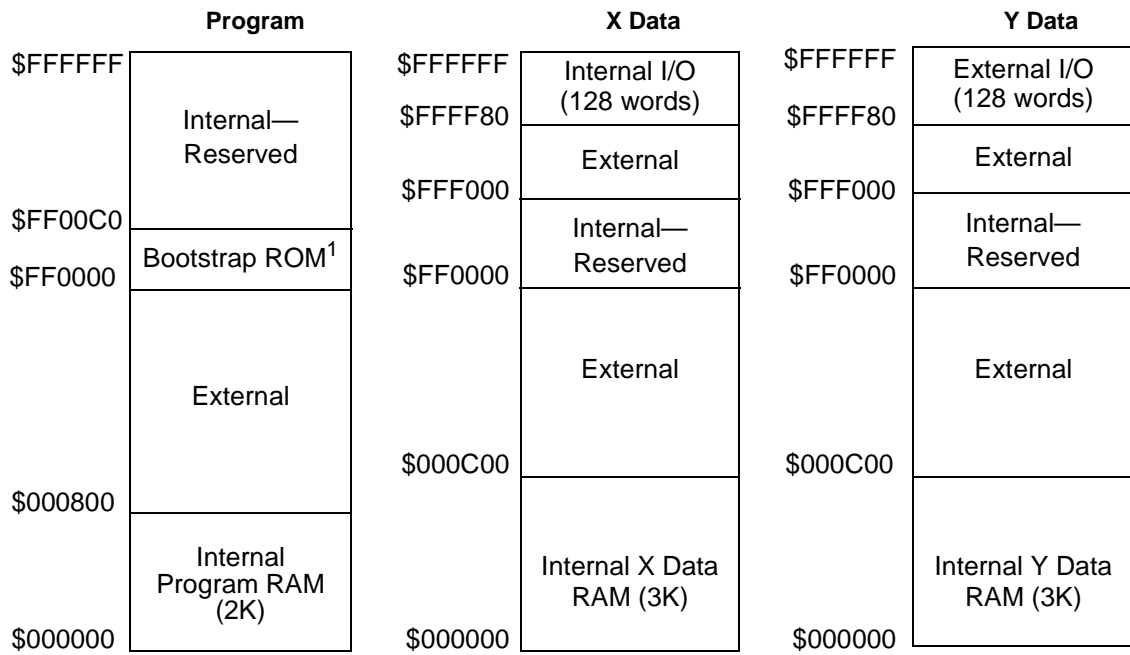 Program
$FFFFFF
Internal—
Reserved
$FF00C0
Bootstrap ROM1
$FF0000
External
$000800
Internal
Program RAM
(2K)
$000000
X Data
$FFFFFF
Internal I/O
(128 words)
$FFFF80
External
$FFF000
Internal—
Reserved
$FF0000
External
$000C00
Internal X Data
RAM (3K)
$000000
Y Data
$FFFFFF
External I/O
(128 words)
$FFFF80
External
$FFF000
Internal—
Reserved
$FF0000
External
$000C00
Internal Y Data
RAM (3K)
$000000